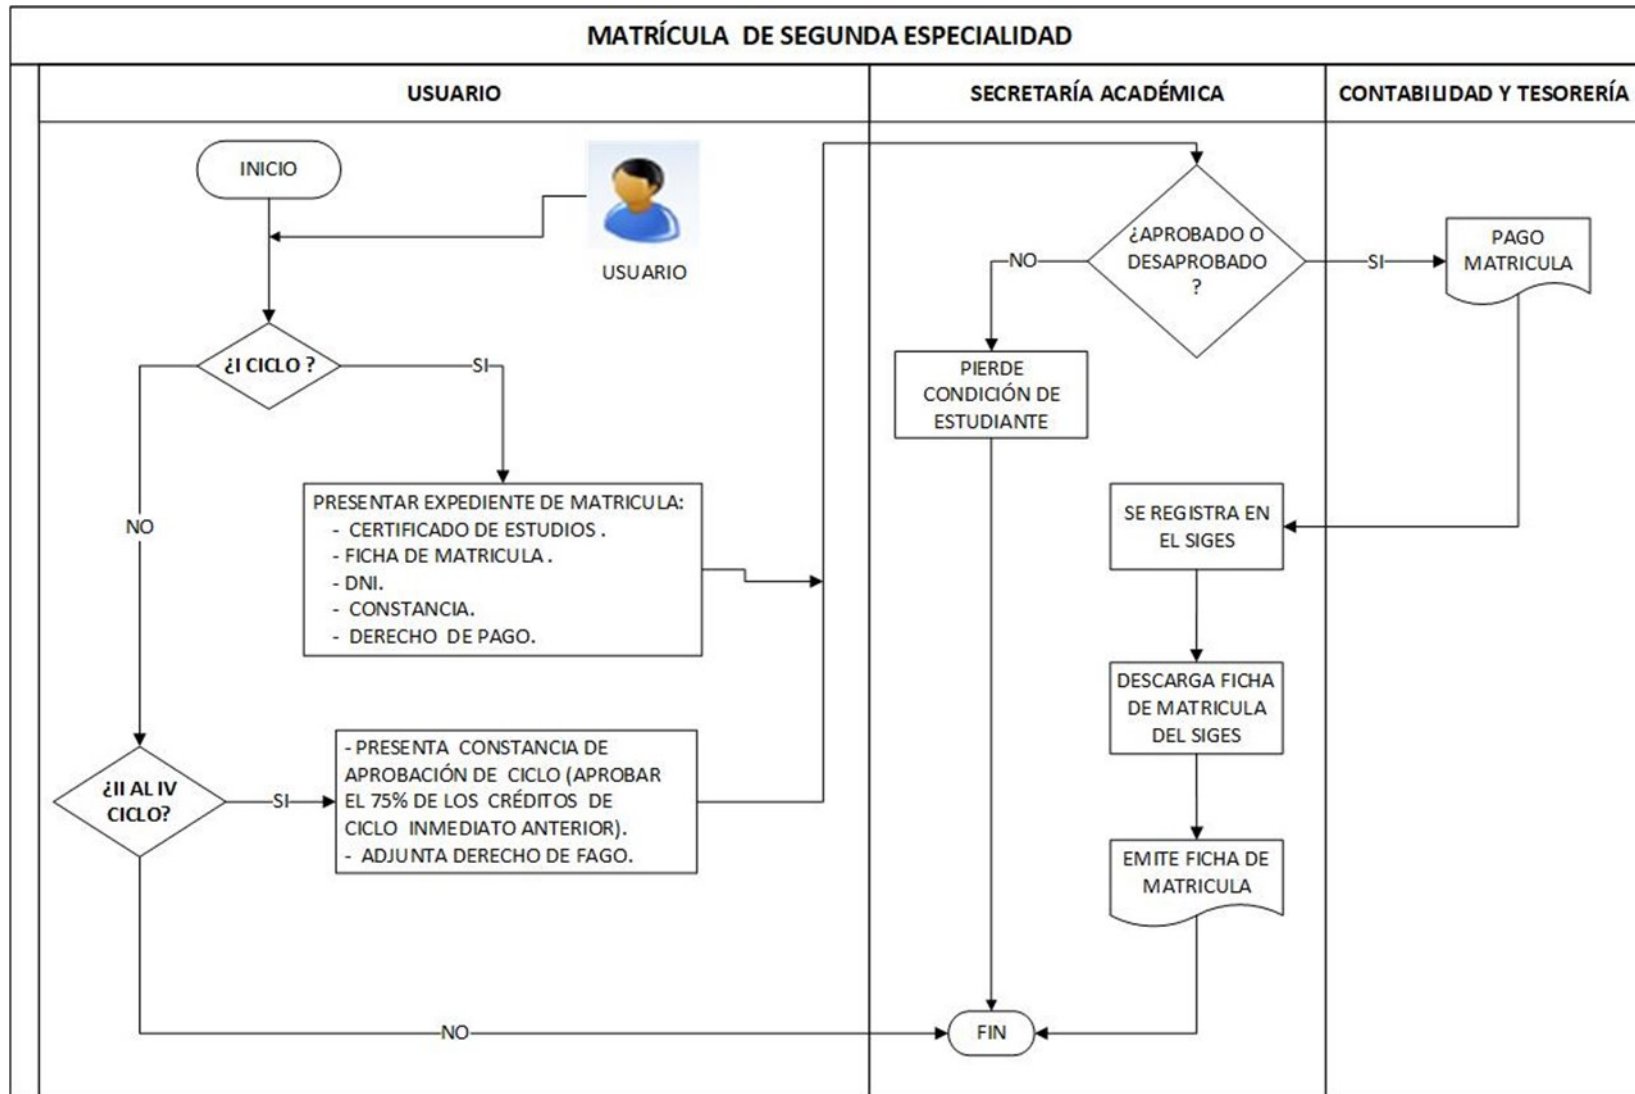 MATRÍCULA DE SEGUNDA ESPECIALIDAD
USUARIO
SECRETARÍA ACADÉMICA
CONTABILIDAD Y TESORERÍA
INICIO
USUARIO
¿I CICLO ?
SI
NO
PRESENTAR EXPEDIENTE DE MATRICULA:
- CERTIFICADO DE ESTUDIOS .
- FICHA DE MATRICULA .
- DNI.
- CONSTANCIA.
- DERECHO DE PAGO.
¿II AL IV
CICLO?
SI
- PRESENTA CONSTANCIA DE
APROBACIÓN DE CICLO (APROBAR
EL 75% DE LOS CRÉDITOS DE
CICLO INMEDIATO ANTERIOR).
- ADJUNTA DERECHO DE FAGO.
NO
¿APROBADO O
DESAPROBADO
?
NO
SI
PIERDE
CONDICIÓN DE
ESTUDIANTE
PAGO
MATRICULA
SE REGISTRA EN
EL SIGES
DESCARGA FICHA
DE MATRICULA
DEL SIGES
EMITE FICHA DE
MATRICULA
FIN